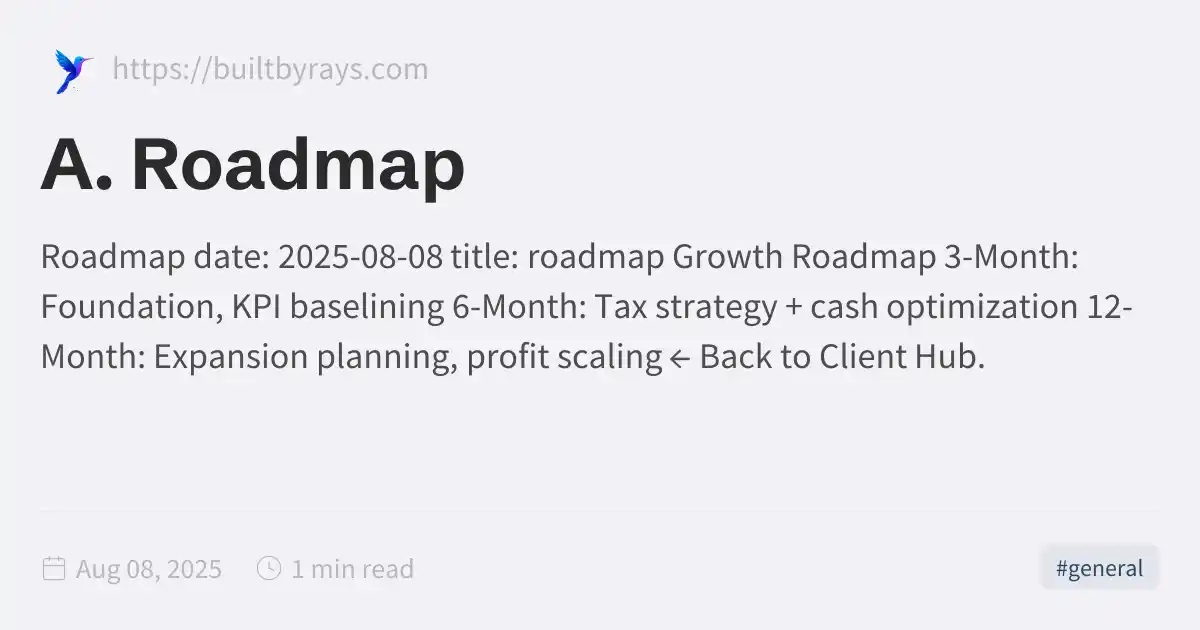 https://builtbyrays.com
A. Roadmap
Roadmap date: 2025-08-08 title: roadmap Growth Roadmap 3-Month:
Foundation, KPI baselining 6-Month: Tax strategy + cash optimization 12-
Month: Expansion planning, profit scaling ← Back to Client Hub.
Aug 08, 2025
1 min read
#general